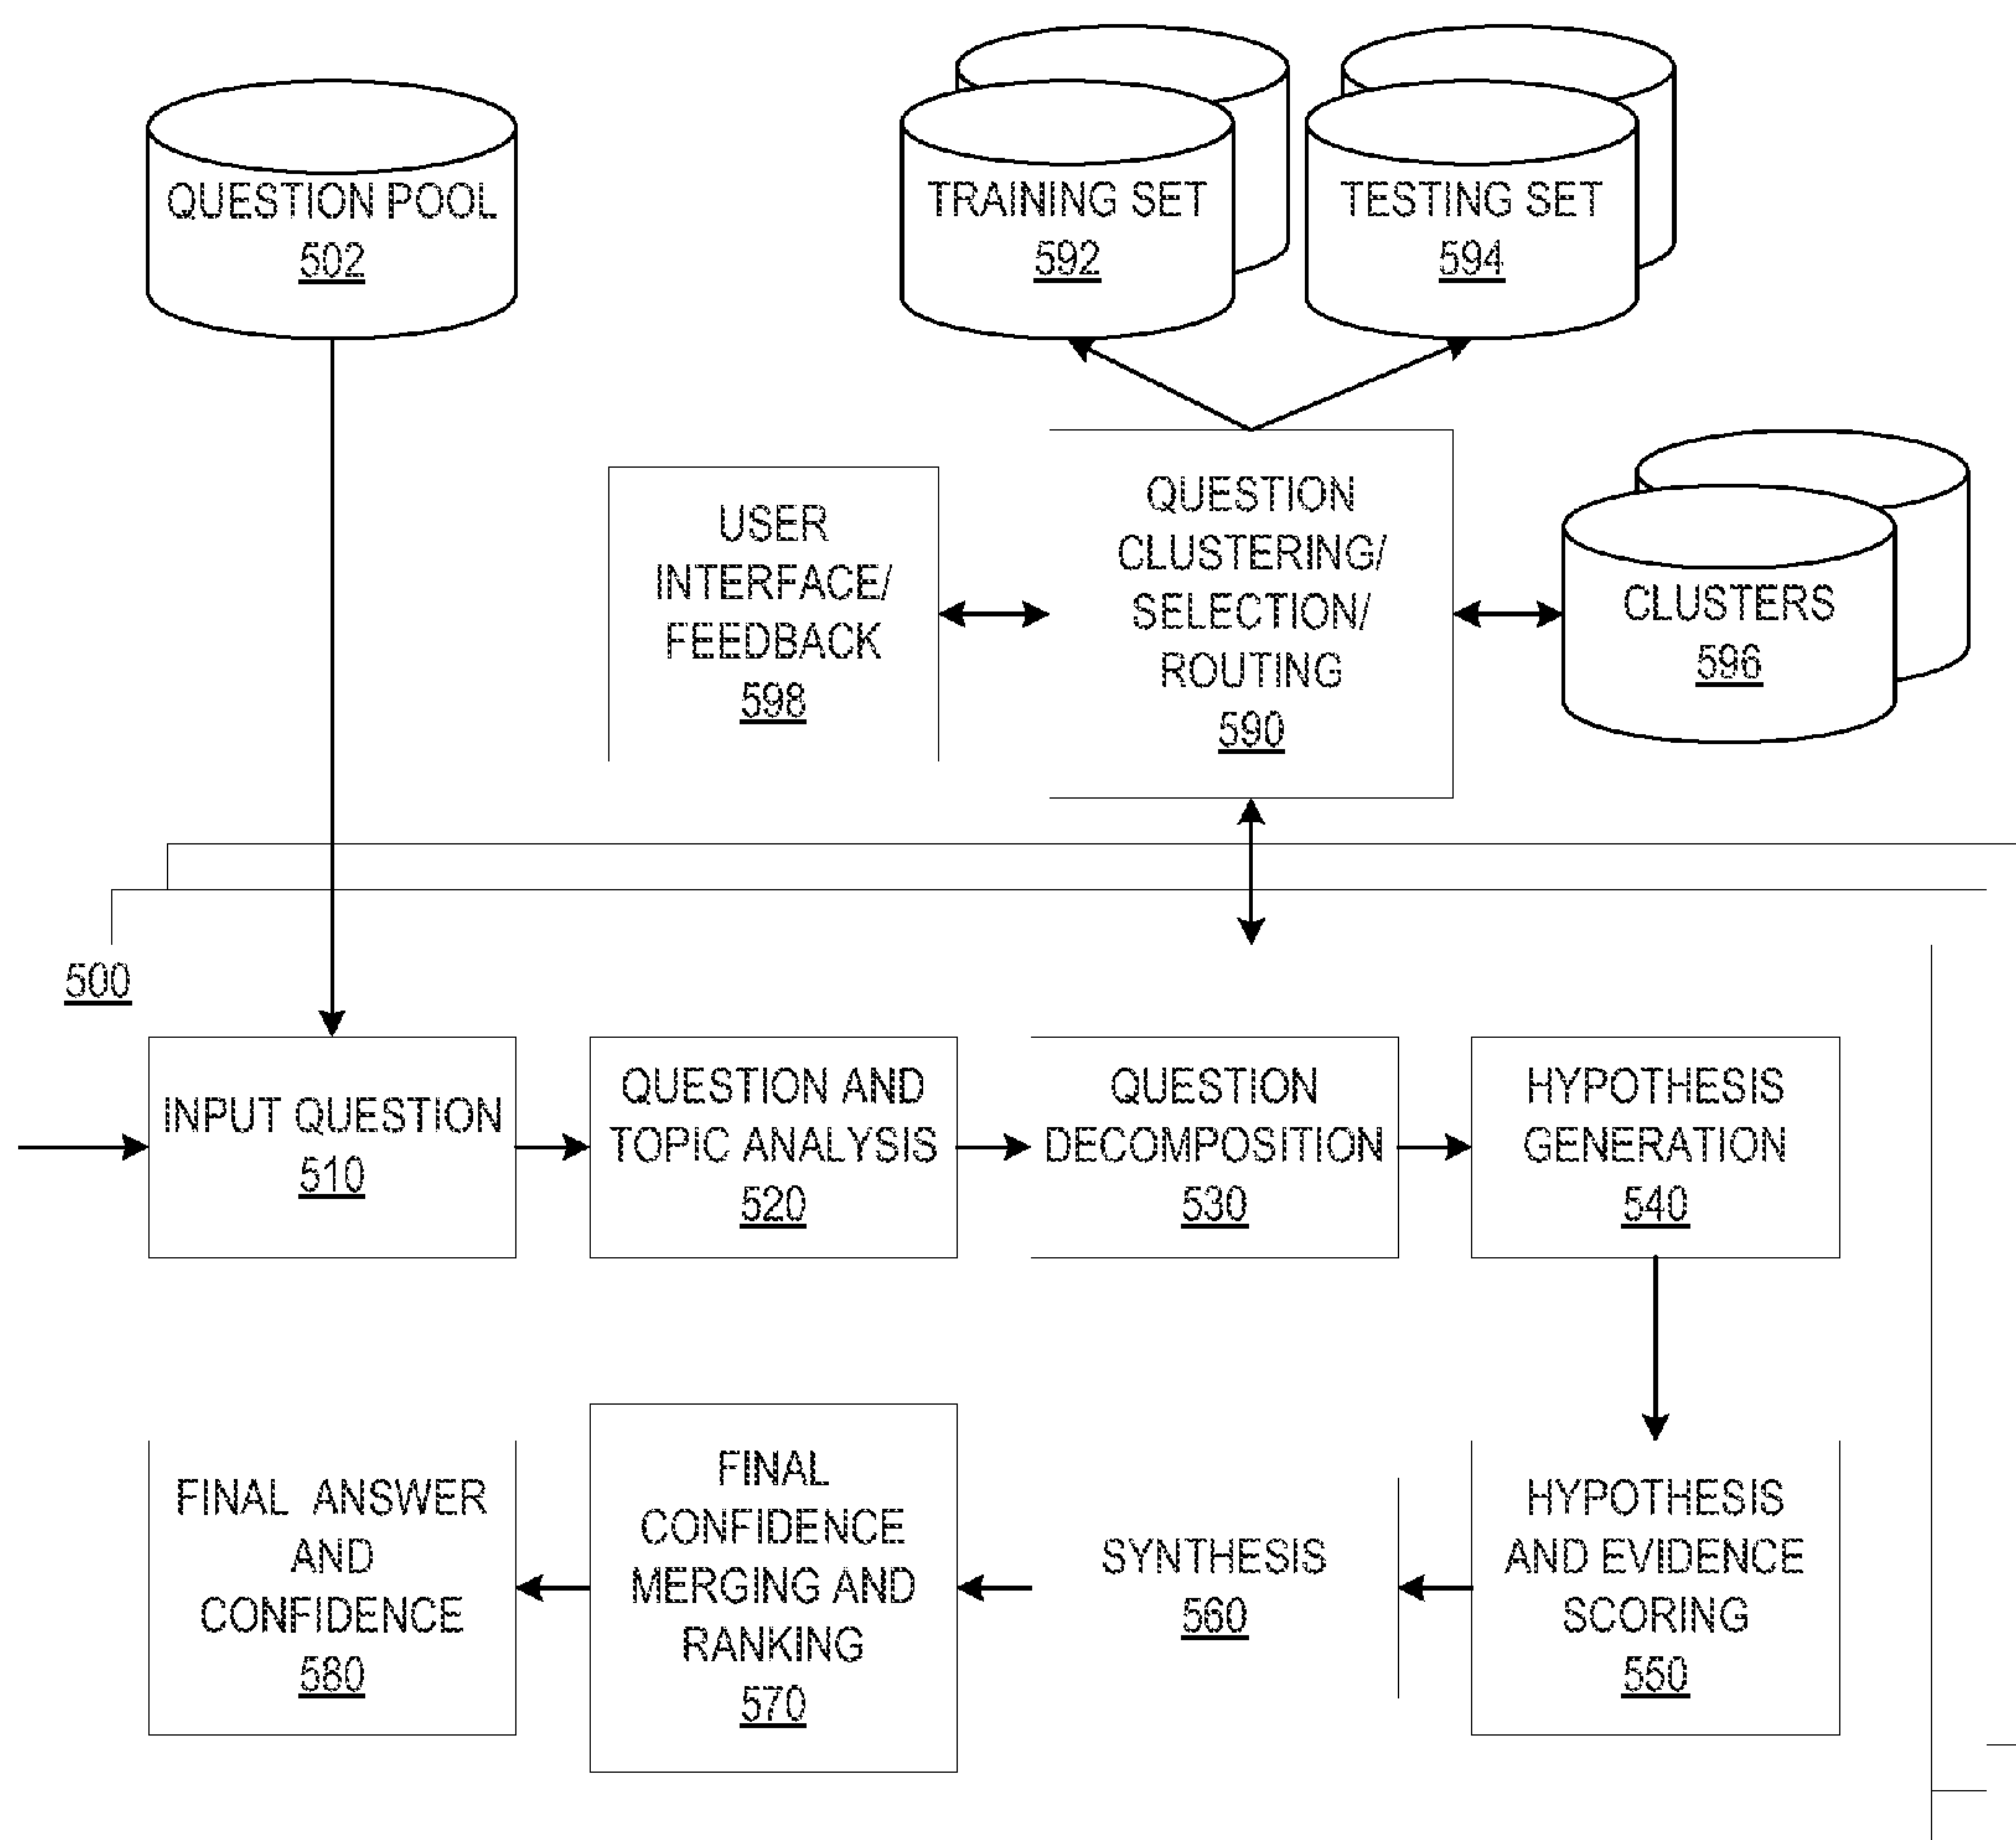 QUESTION POOL
502
TRAINING SET
592
TESTING SET
594
USER
INTERFACE/
FEEDBACK
598
QUESTION
CLUSTERING/
SELECTION/
ROUTING
590
CLUSTERS
596
500
INPUT QUESTION
510
QUESTION AND
TOPIC ANALYSIS
520
QUESTION
DECOMPOSITION
530
HYPOTHESIS
GENERATION
540
FINAL ANSWER
AND
CONFIDENCE
580
FINAL
CONFIDENCE
MERGING AND
RANKING
570
SYNTHESIS
560
HYPOTHESIS
AND EVIDENCE
SCORING
550